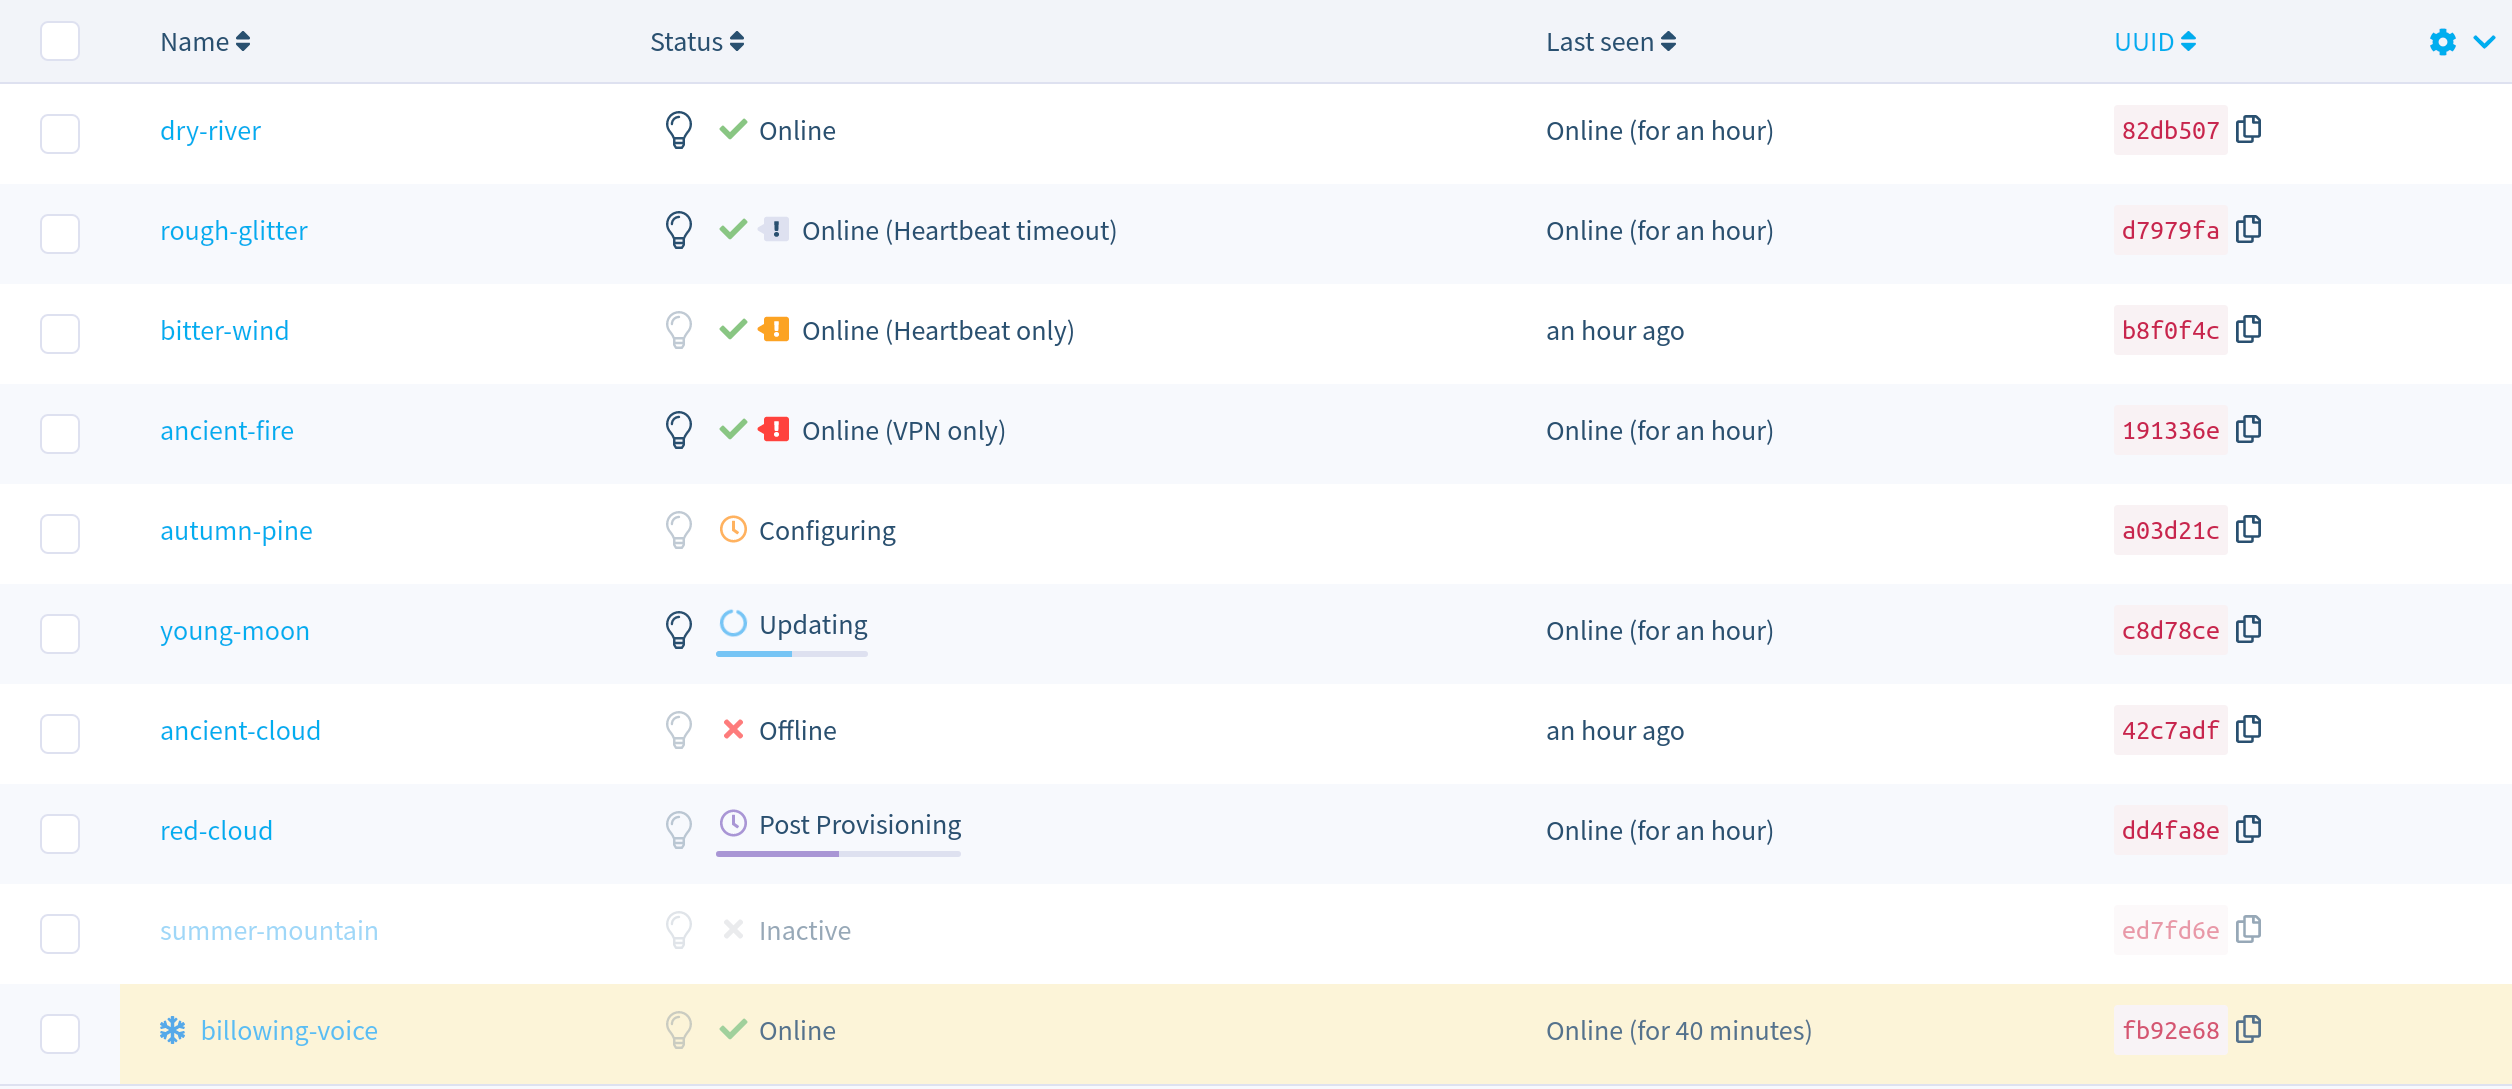 Name Status Last seen UUID
dry-river Online Online (for an hour) 82db507
rough-glitter Online (Heartbeat timeout) Online (for an hour) d7979fa
bitter-wind Online (Heartbeat only) an hour ago b8f0f4c
ancient-fire Online (VPN only) Online (for an hour) 191336e
autumn-pine Configuring a03d21c
young-moon Updating Online (for an hour) c8d78ce
ancient-cloud Offline an hour ago 42c7adf
red-cloud Post Provisioning Online (for an hour) dd4fa8e
summer-mountain Inactive ed7fd6e
billowing-voice Online Online (for 40 minutes) fb92e68